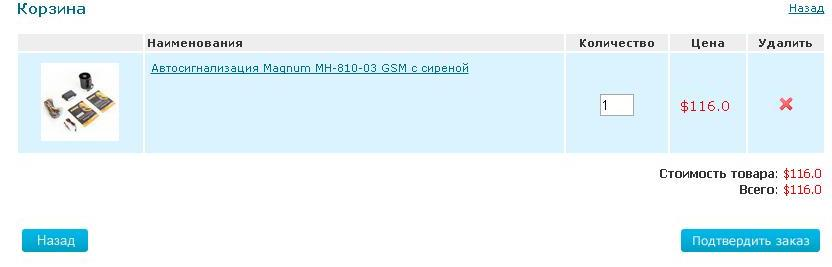 Корзина
Назад
Наименования Количество Цена Удалить
Автосигнализация Magnum MH-810-03 GSM с сиреной
1
$116.0
Стоимость товара: $116.0
Всего: $116.0
Назад
Подтвердить заказ